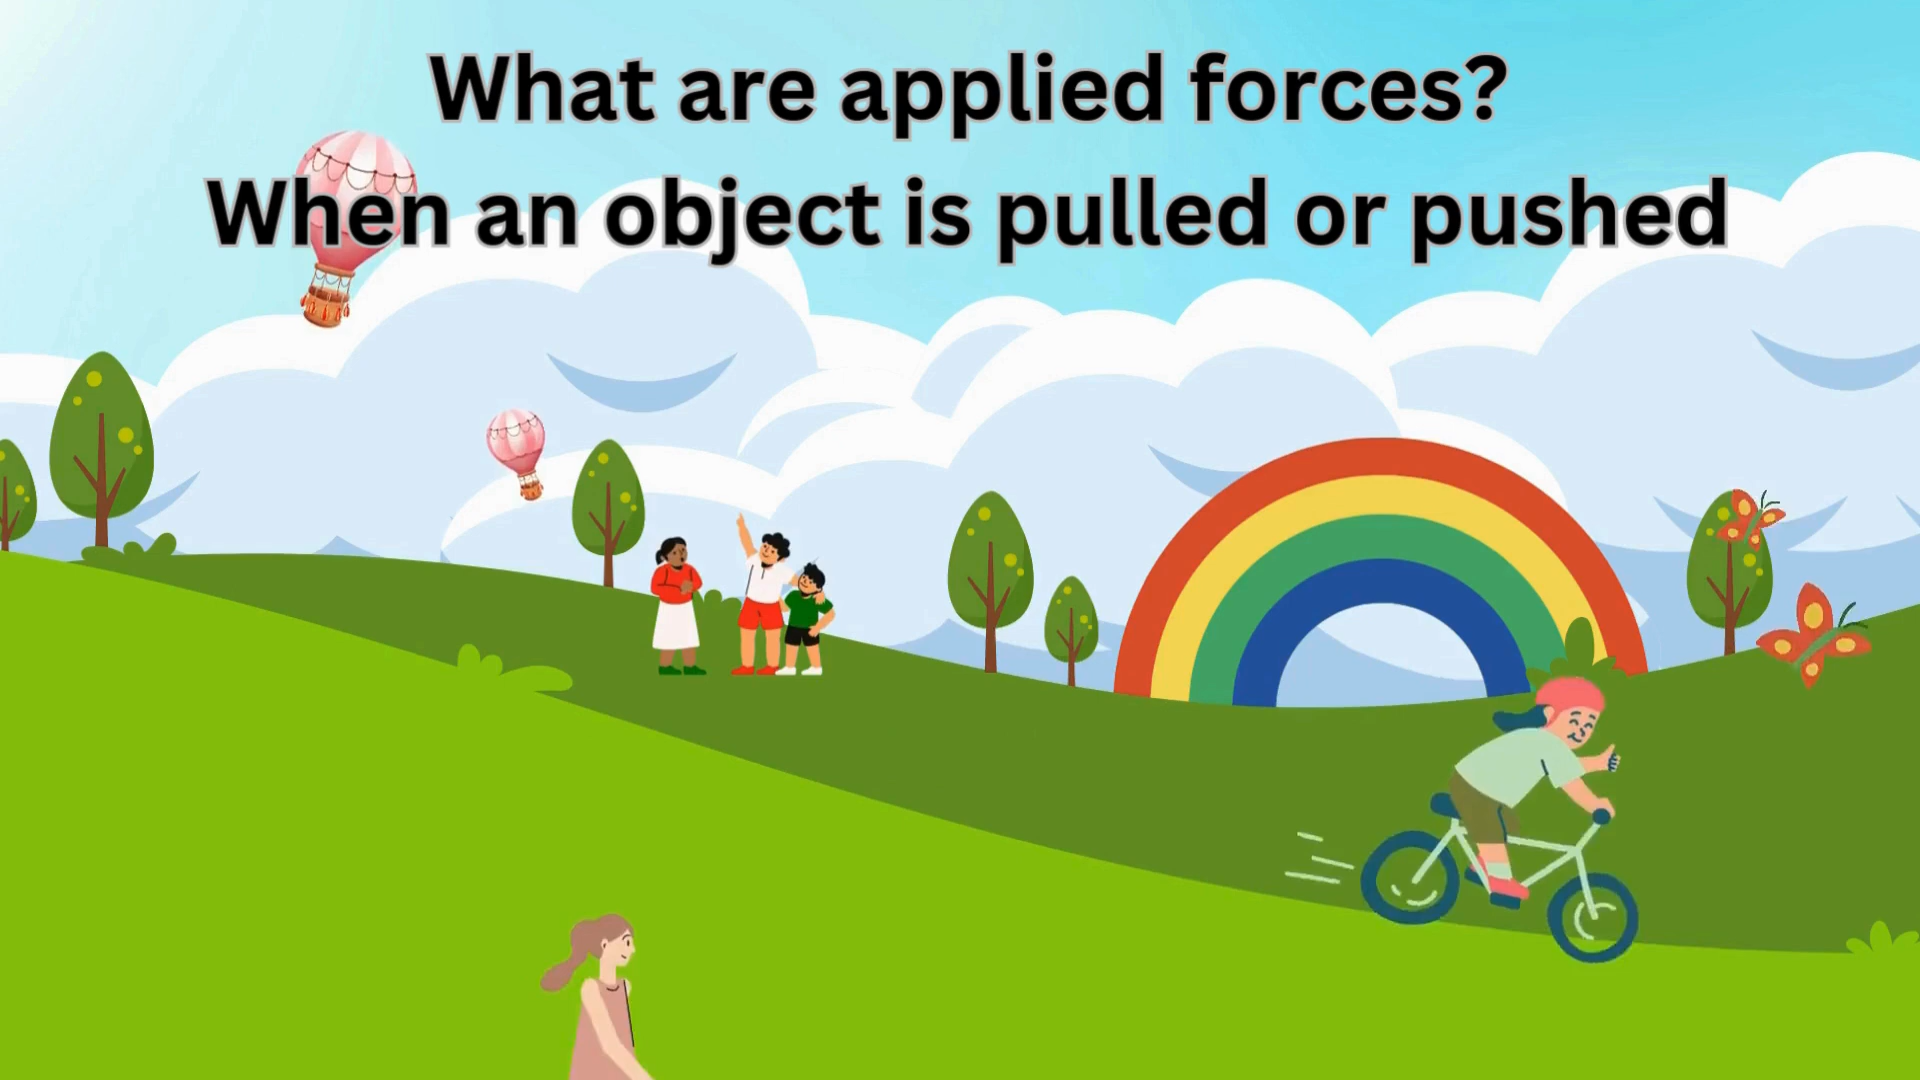 What are applied forces?
When an object is pulled or pushed